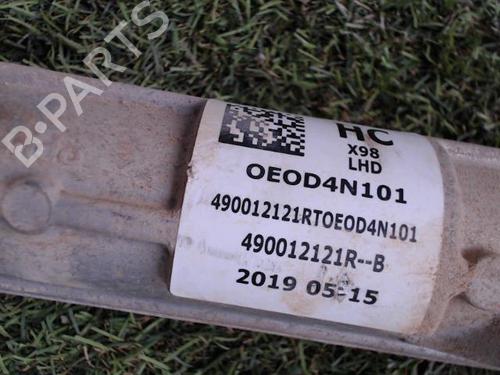 B-PARTS
HC
X98
LHD
OEOD4N101
490012121RTOEOD4N101
490012121R--B
2019 05-15